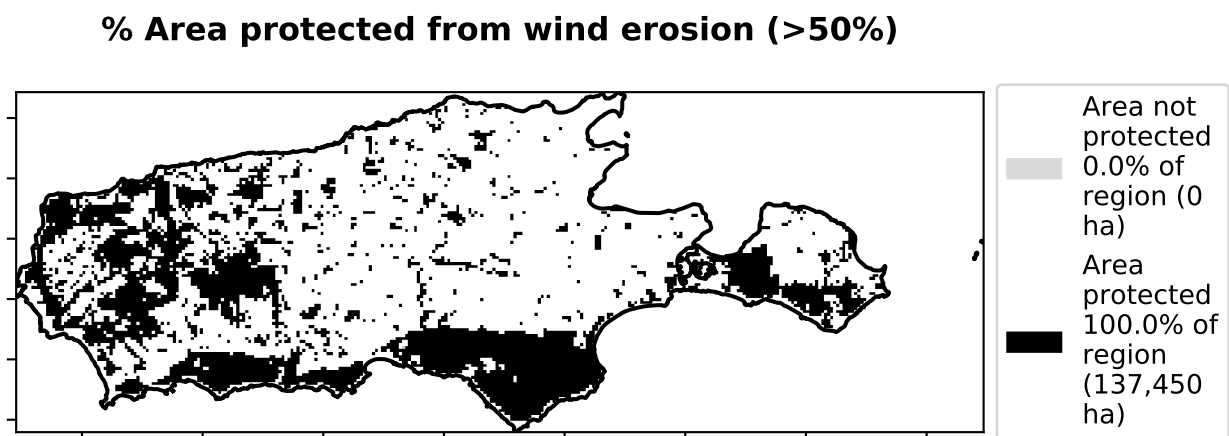 % Area protected from wind erosion (>50%)
Area not
protected
0.0% of
region (0
ha)
Area
protected
100.0% of
region
(137,450
ha)